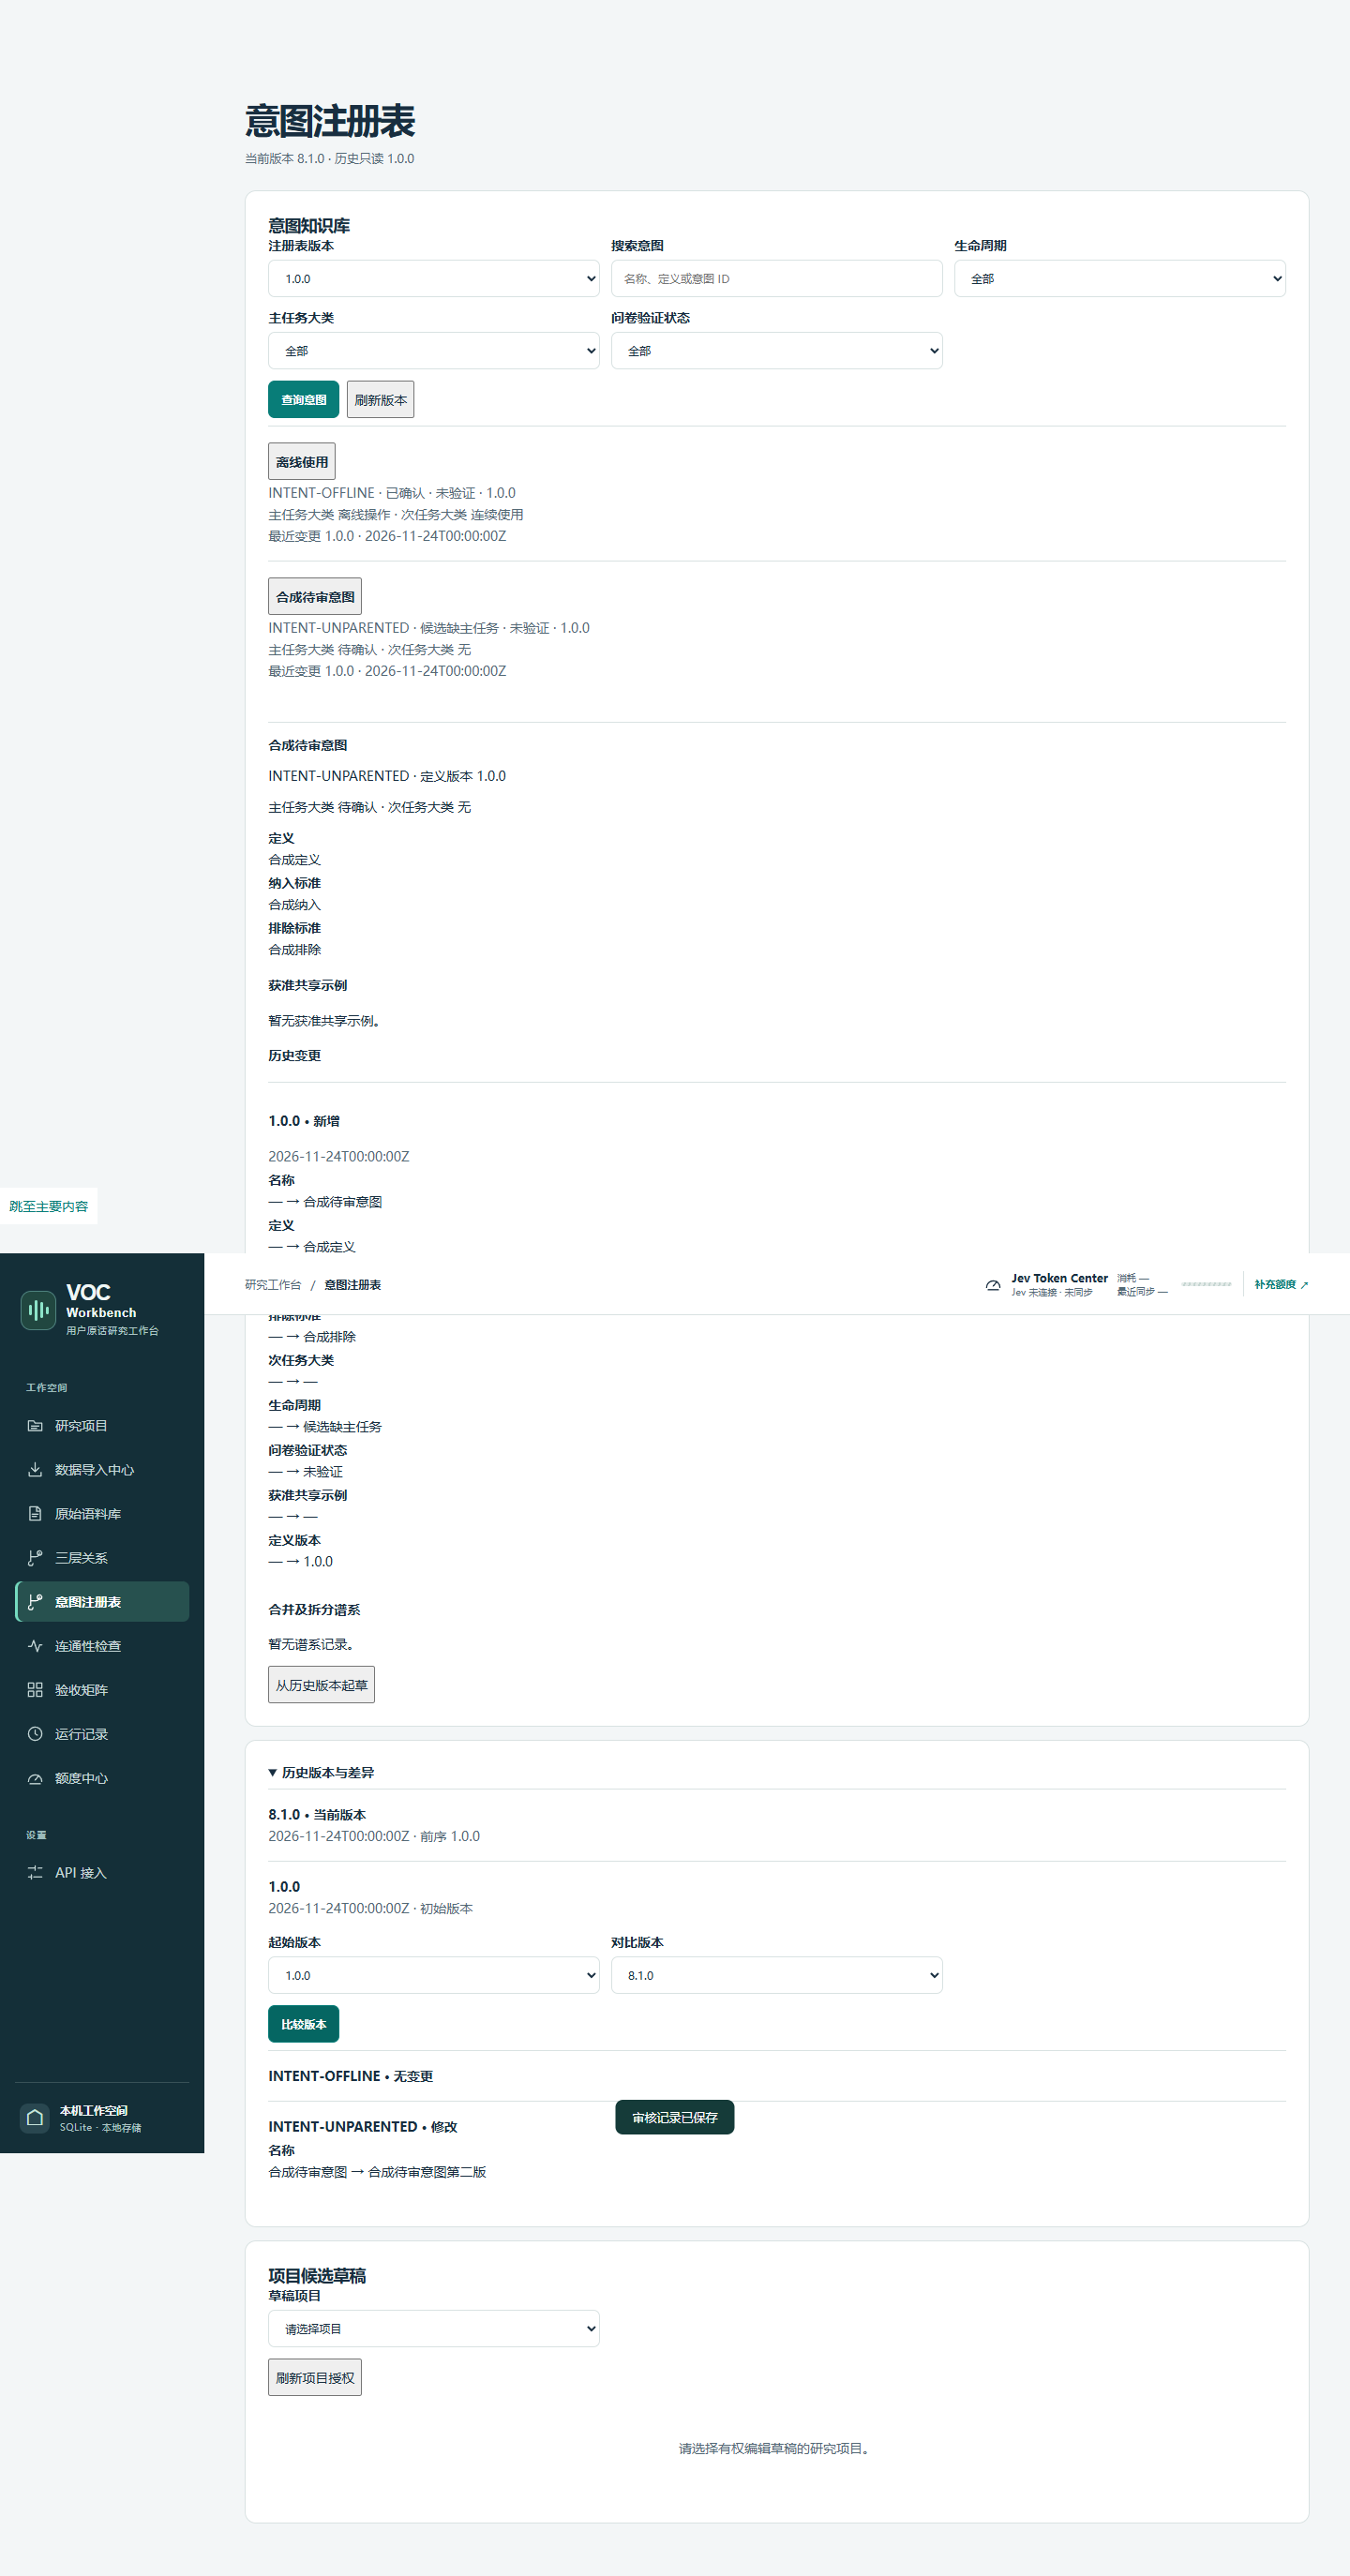 意图注册表
当前版本 8.1.0 · 历史只读 1.0.0
意图知识库
注册表版本
搜索意图
生命周期
1.0.0
名称、定义或意图 ID
全部
主任务大类
问卷验证状态
全部
全部
查询意图
刷新版本
离线使用
INTENT-OFFLINE · 已确认 · 未验证 · 1.0.0
主任务大类 离线操作 · 次任务大类 连续使用
最近变更 1.0.0 · 2026-11-24T00:00:00Z
合成待审意图
INTENT-UNPARENTED · 候选缺主任务 · 未验证 · 1.0.0
主任务大类 待确认 · 次任务大类 无
最近变更 1.0.0 · 2026-11-24T00:00:00Z
合成待审意图
INTENT-UNPARENTED · 定义版本 1.0.0
主任务大类 待确认 · 次任务大类 无
定义
合成定义
纳入标准
合成纳入
排除标准
合成排除
获准共享示例
暂无获准共享示例。
历史变更
1.0.0 • 新增
2026-11-24T00:00:00Z
名称
— → 合成待审意图
定义
— → 合成定义
跳至主要内容
VOC
Workbench
用户原话研究工作台
工作空间
研究项目
数据导入中心
原始语料库
三层关系
意图注册表
连通性检查
验收矩阵
运行记录
额度中心
设置
API 接入
本机工作空间
SQLite · 本地存储
研究工作台 / 意图注册表
Jev Token Center
Jev 未连接 · 未同步
消耗 —
最近同步 —
补充额度 ↗
排除标准
— → 合成排除
次任务大类
— → —
生命周期
— → 候选缺主任务
问卷验证状态
— → 未验证
获准共享示例
— → —
定义版本
— → 1.0.0
合并及拆分谱系
暂无谱系记录。
从历史版本起草
▼ 历史版本与差异
8.1.0 • 当前版本
2026-11-24T00:00:00Z · 前序 1.0.0
1.0.0
2026-11-24T00:00:00Z · 初始版本
起始版本
对比版本
1.0.0
8.1.0
比较版本
INTENT-OFFLINE • 无变更
审核记录已保存
INTENT-UNPARENTED • 修改
名称
合成待审意图 → 合成待审意图第二版
项目候选草稿
草稿项目
请选择项目
刷新项目授权
请选择有权编辑草稿的研究项目。